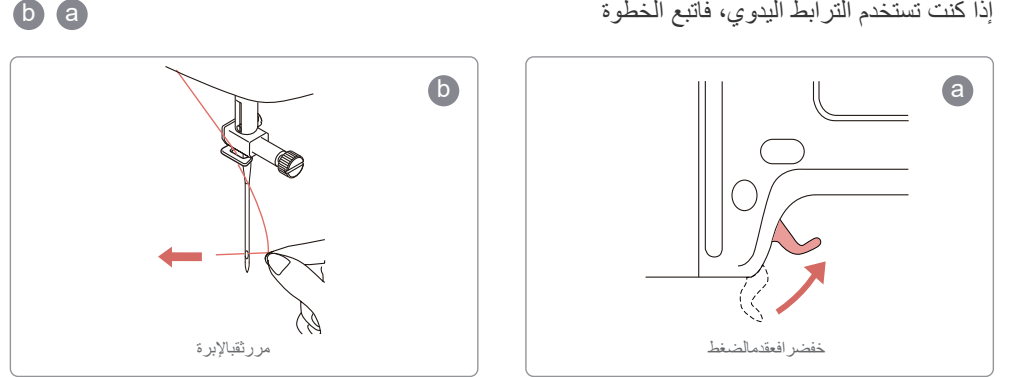 إذا كنت تستخدم الترابط اليدوي، فاتبع الخطوة a b
a
خفضرافعقدمالضغط
b
مررثقبالإبرة